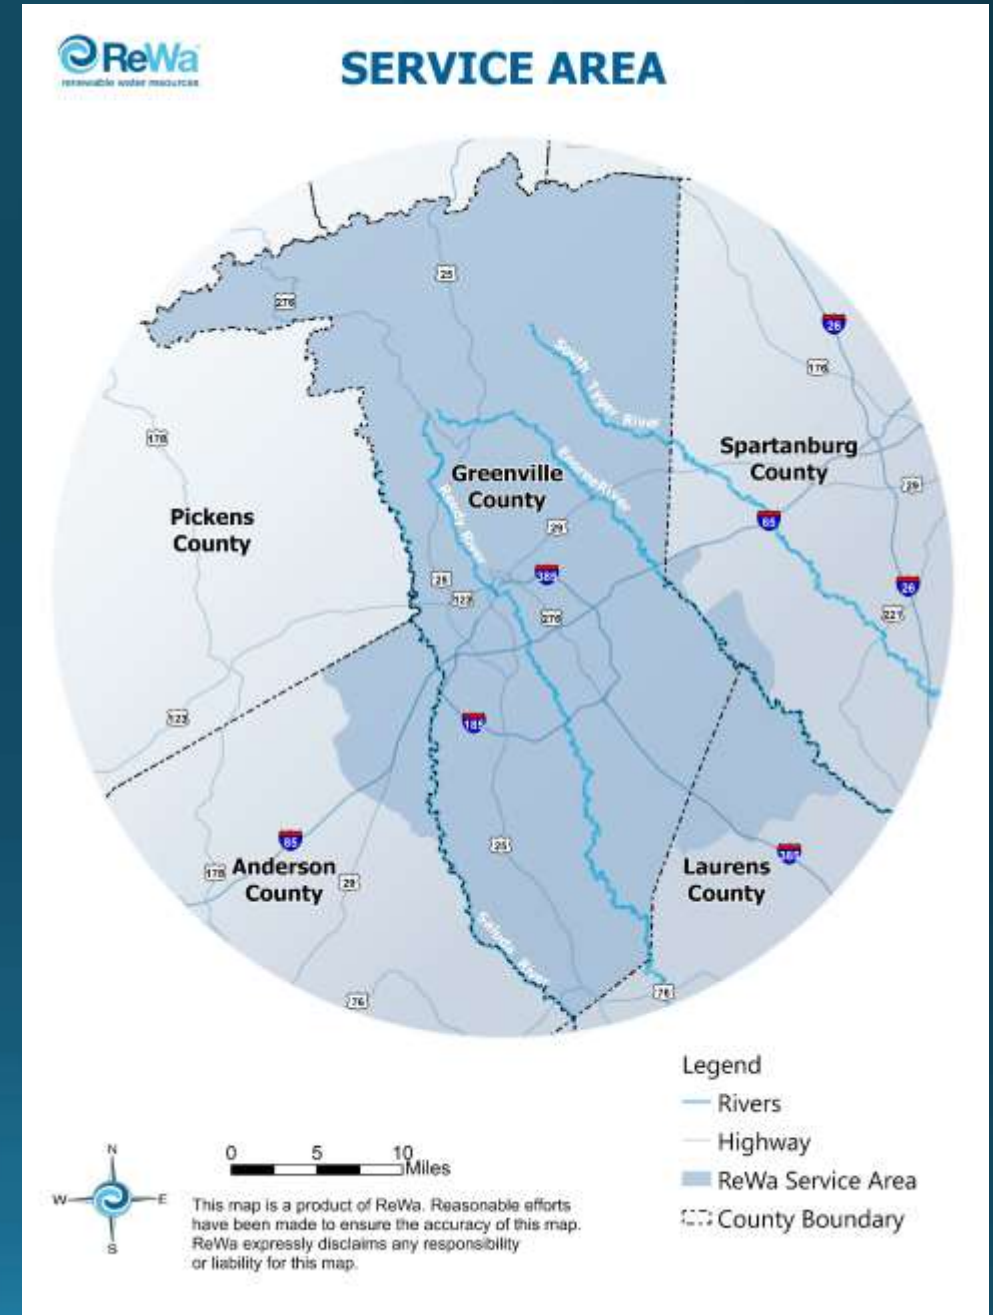 ReWa
renewable water resources
SERVICE AREA
25
276
26
176
South Tyger River
178
Spartanburg
County
Greenville
County
Enoree River
29
Pickens
County
Reedy River
29
85
25
385
26
123
276
221
123
185
85
25
385
Anderson
County
178
29
Laurens
County
Saluda River
76
76
Legend
Rivers
Highway
ReWa Service Area
County Boundary
N
W
E
S
0 5 10
Miles
This map is a product of ReWa. Reasonable efforts
have been made to ensure the accuracy of this map.
ReWa expressly disclaims any responsibility
or liability for this map.